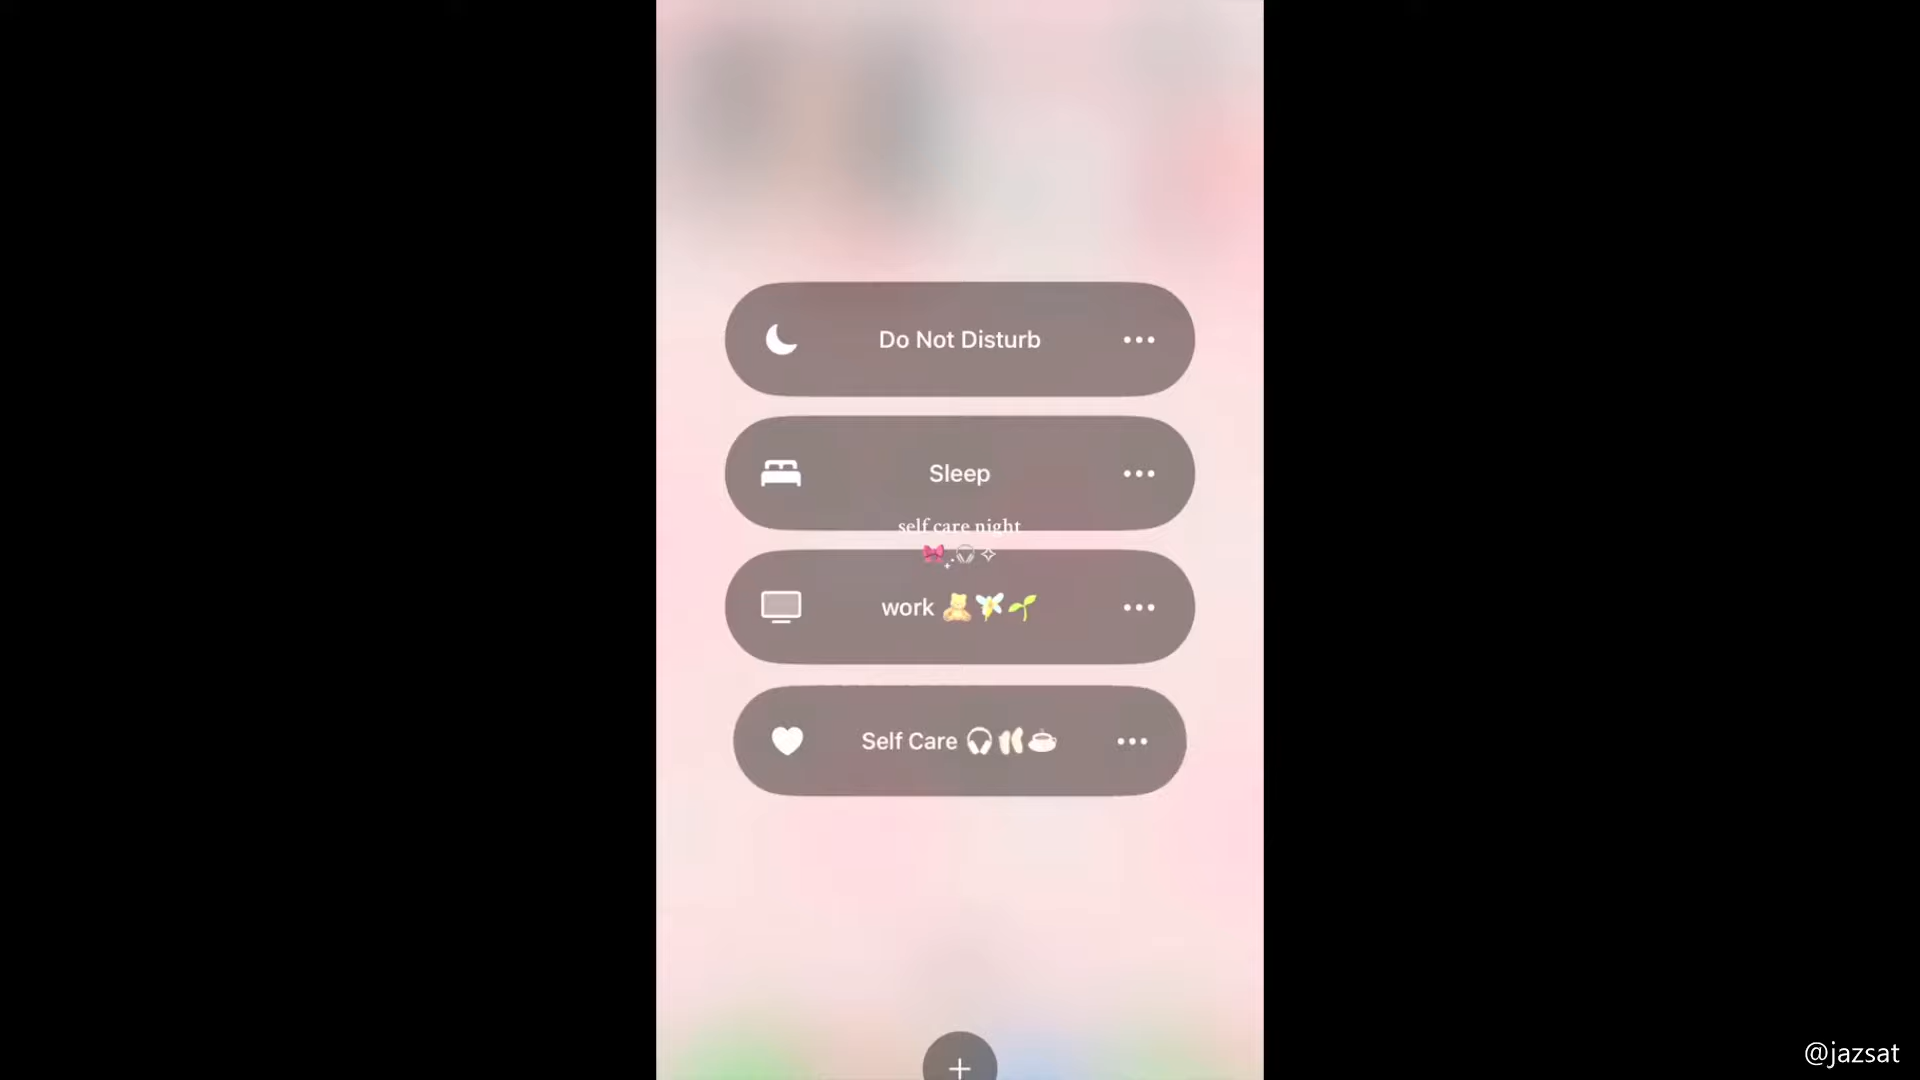 Do Not Disturb
Sleep
self care night
🎀 🎧 ✧
work 🧸🧚🌱
Self Care 🎧🩰☕
@jazsat